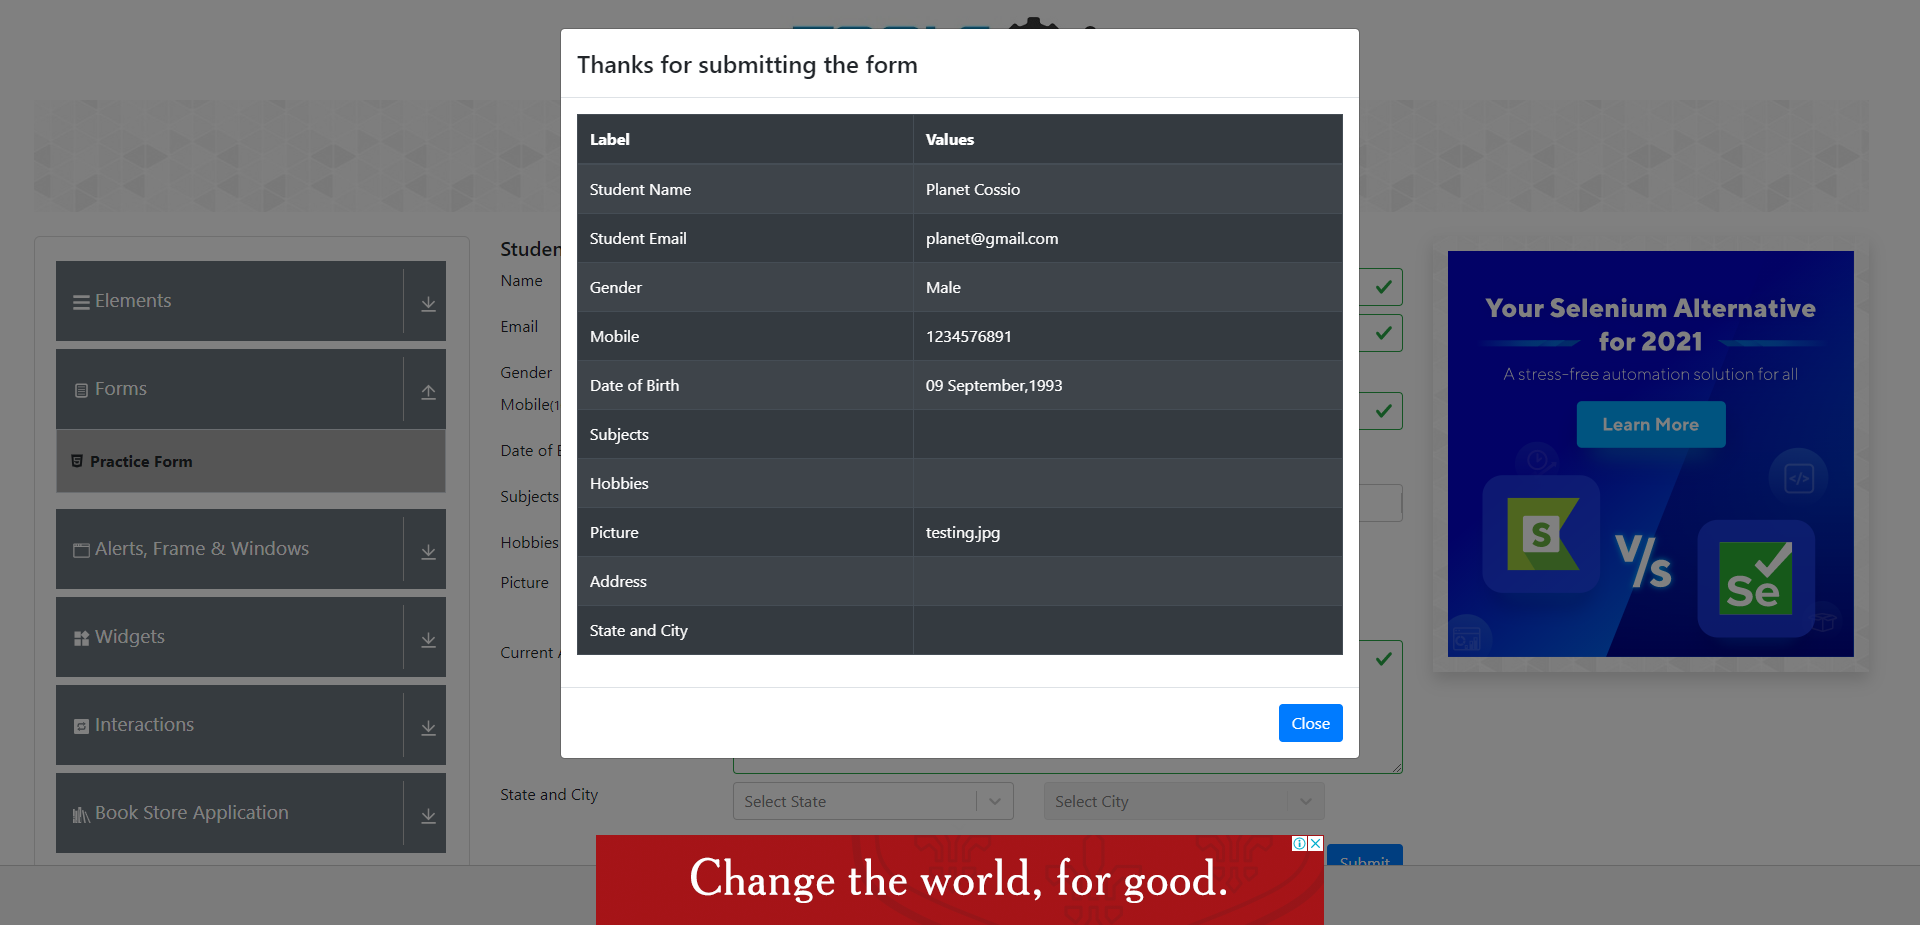 Thanks for submitting the form
Label Values
Student Name Planet Cossio
Student Email planet@gmail.com
Gender Male
Mobile 1234576891
Date of Birth 09 September,1993
Subjects
Hobbies
Picture testing.jpg
Address
State and City
Close
Elements
Forms
Practice Form
Alerts, Frame & Windows
Widgets
Interactions
Book Store Application
Name
Email
Gender
Mobile(1
Date of
Subjects
Hobbies
Picture
Current
State and City
Select State
Select City
Submit
Your Selenium Alternative
for 2021
A stress-free automation solution for all
Learn More
S
V/s
Se
Change the world, for good.